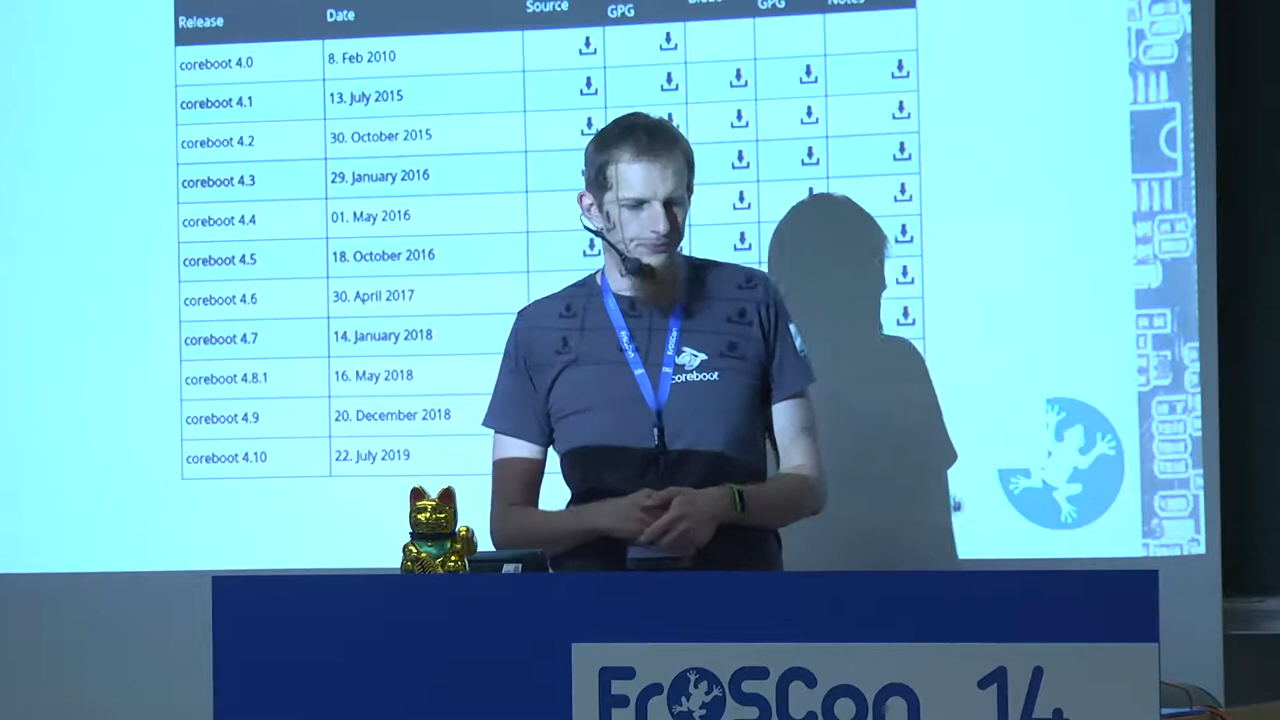 Release Date Source GPG GPG Notes
coreboot 4.0 8. Feb 2010
coreboot 4.1 13. July 2015
coreboot 4.2 30. October 2015
coreboot 4.3 29. January 2016
coreboot 4.4 01. May 2016
coreboot 4.5 18. October 2016
coreboot 4.6 30. April 2017
coreboot 4.7 14. January 2018
coreboot 4.8.1 16. May 2018
coreboot 4.9 20. December 2018
coreboot 4.10 22. July 2019
FrOSCon
FrOSCon
coreboot
FrOSCon 14